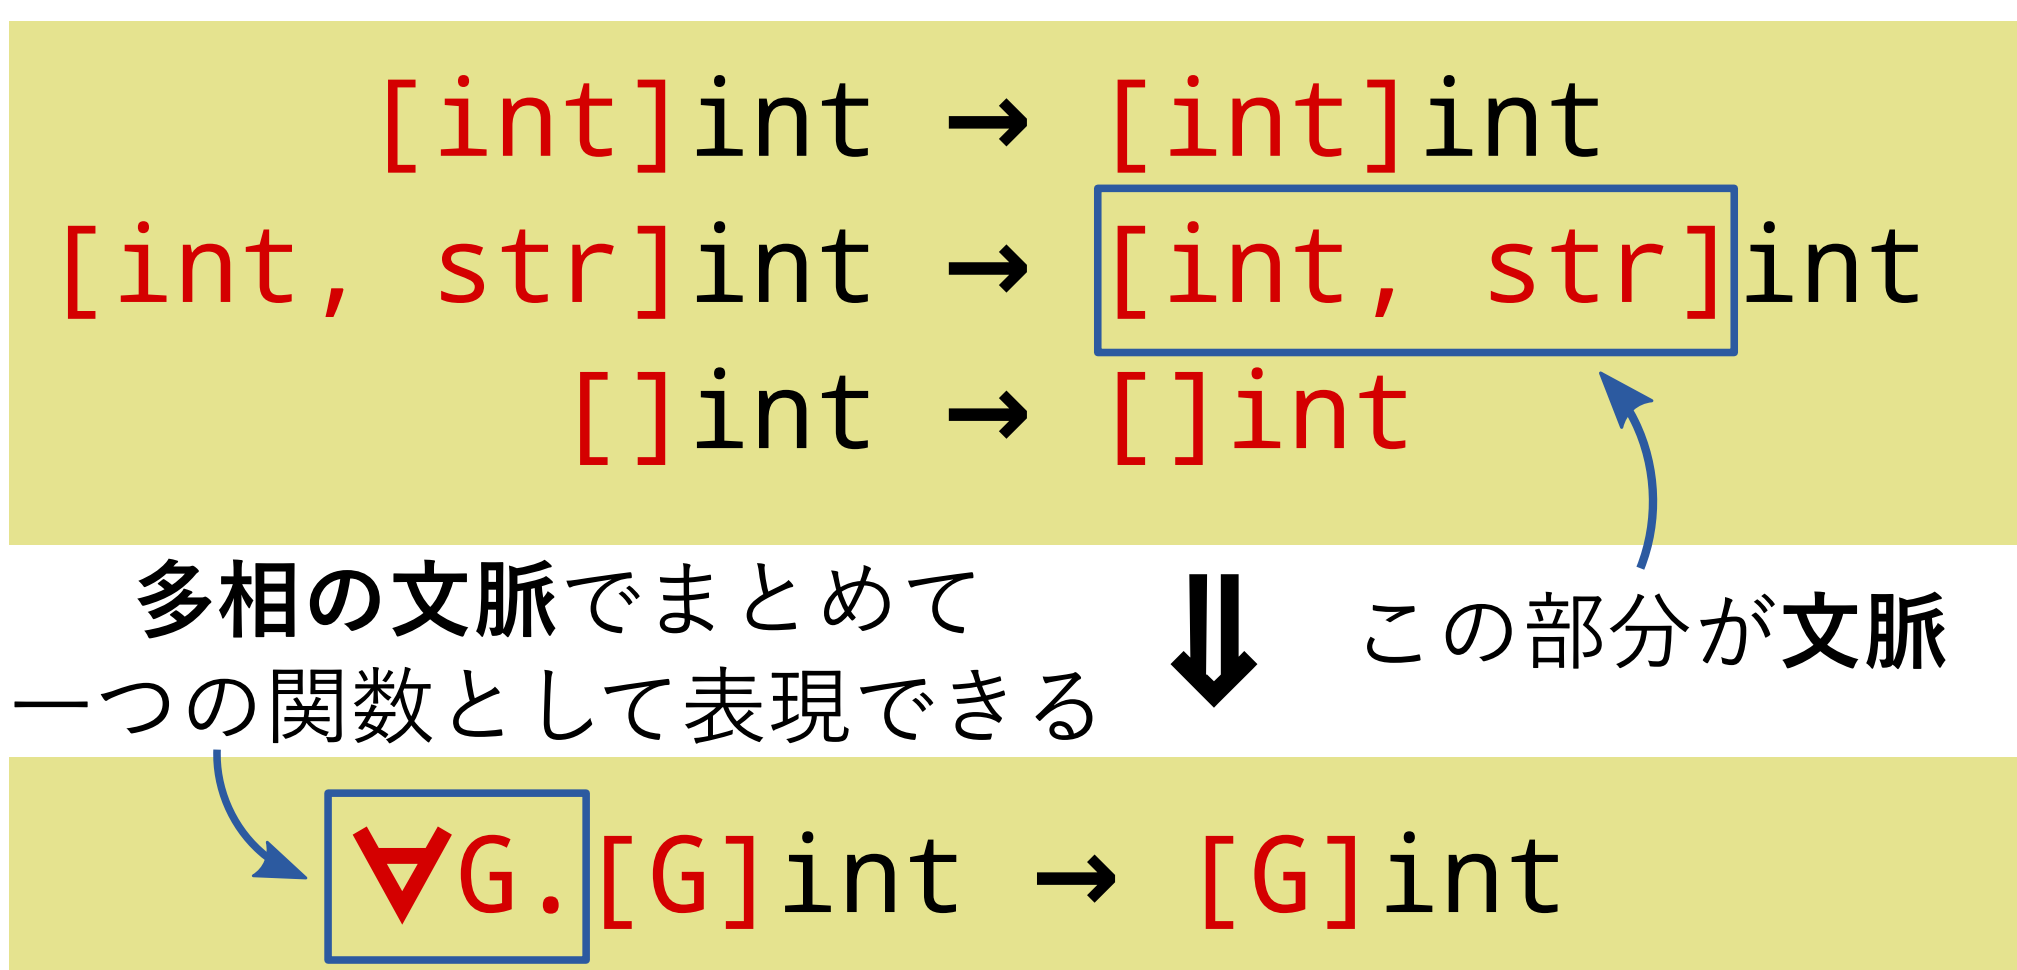 [int]int → [int]int
[int, str]int → [int, str]int
[]int → []int
多相の文脈でまとめて
一つの関数として表現できる
⇓
この部分が文脈
∀G.[G]int → [G]int